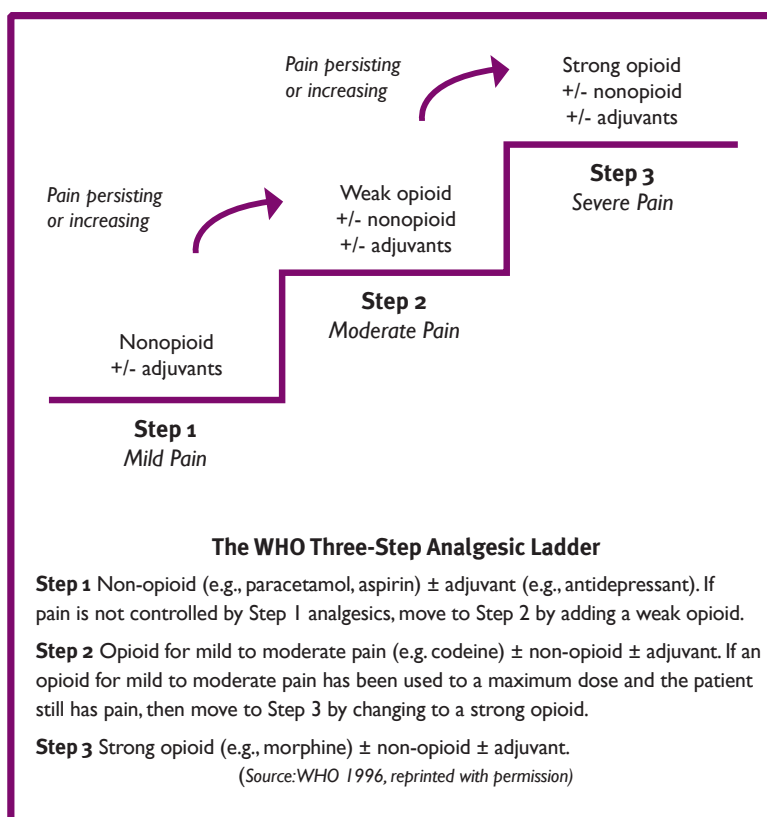 Pain persisting
or increasing
Strong opioid
+/- nonopioid
+/- adjuvants
Step 3
Severe Pain
Pain persisting
or increasing
Weak opioid
+/- nonopioid
+/- adjuvants
Step 2
Moderate Pain
Nonopioid
+/- adjuvants
Step 1
Mild Pain
The WHO Three-Step Analgesic Ladder
Step 1 Non-opioid (e.g., paracetamol, aspirin) ± adjuvant (e.g., antidepressant). If
pain is not controlled by Step 1 analgesics, move to Step 2 by adding a weak opioid.
Step 2 Opioid for mild to moderate pain (e.g. codeine) ± non-opioid ± adjuvant. If an
opioid for mild to moderate pain has been used to a maximum dose and the patient
still has pain, then move to Step 3 by changing to a strong opioid.
Step 3 Strong opioid (e.g., morphine) ± non-opioid ± adjuvant.
(Source: WHO 1996, reprinted with permission)